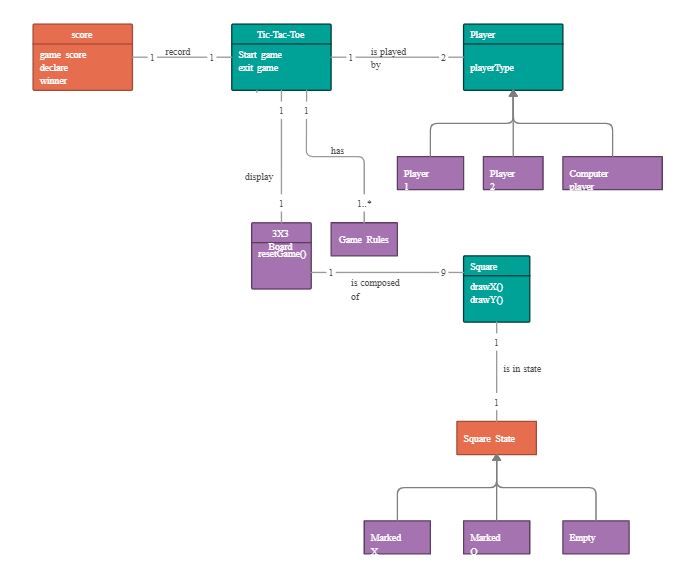 score
game score
declare
winner
1 record 1
Tic-Tac-Toe
Start game
exit game
1 is played 2
by
Player
playerType
Player
1
Player
2
Computer
player
1
1
has
display
1
1..*
3X3
Board
resetGame()
Game Rules
1 9
is composed
of
Square
drawX()
drawY()
1
is in state
1
Square State
Marked
X
Marked
O
Empty